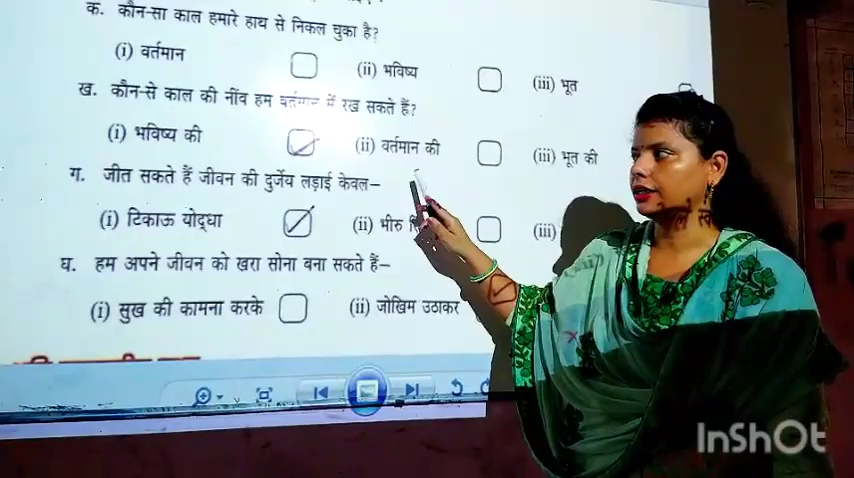 क. कौन-सा काल हमारे हाथ से निकल चुका है?
(i) वर्तमान (ii) भविष्य (iii) भूत
ख. कौन-से काल की नींव हम वर्तमान में रख सकते हैं?
(i) भविष्य की (ii) वर्तमान की (iii) भूत की
ग. जीत सकते हैं जीवन की दुर्जेय लड़ाई केवल–
(i) टिकाऊ योद्धा (ii) भीरु (iii)
घ. हम अपने जीवन को खरा सोना बना सकते हैं–
(i) सुख की कामना करके (ii) जोखिम उठाकर
InShOt